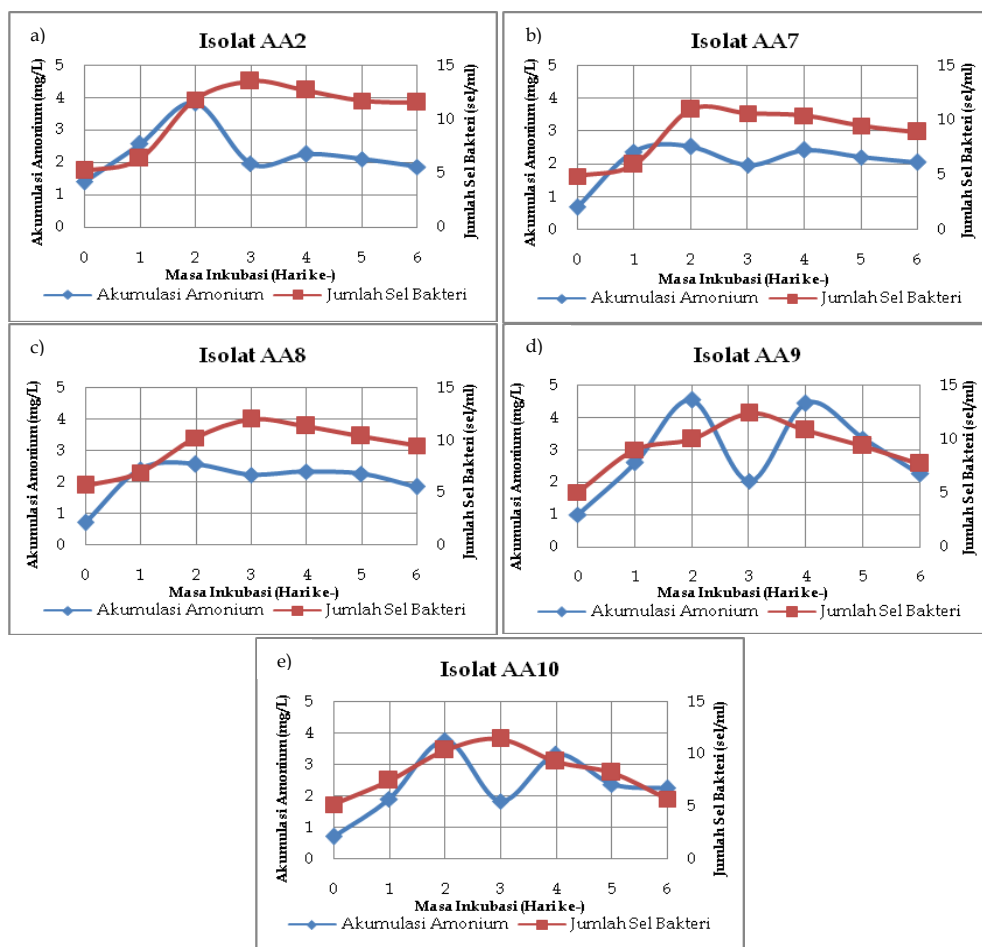 a)
Isolat AA2
Akumulasi Amonium (mg/L)
5
4
3
2
1
0
15
10
5
0
Jumlah Sel Bakteri (sel/ml)
0 1 2 3 4 5 6
Masa Inkubasi (Hari ke-)
Akumulasi Amonium Jumlah Sel Bakteri
b)
Isolat AA7
Akumulasi Amonium (mg/L)
5
4
3
2
1
0
15
10
5
0
Jumlah Sel Bakteri (sel/ml)
0 1 2 3 4 5 6
Masa Inkubasi (Hari ke-)
Akumulasi Amonium Jumlah Sel Bakteri
c)
Isolat AA8
Akumulasi Amonium (mg/L)
5
4
3
2
1
0
15
10
5
0
Jumlah Sel Bakteri (sel/ml)
0 1 2 3 4 5 6
Masa Inkubasi (Hari ke-)
Akumulasi Amonium Jumlah Sel Bakteri
d)
Isolat AA9
Akumulasi Amonium (mg/L)
5
4
3
2
1
0
15
10
5
0
Jumlah Sel Bakteri (sel/ml)
0 1 2 3 4 5 6
Masa Inkubasi (Hari ke-)
Akumulasi Amonium Jumlah Sel Bakteri
e)
Isolat AA10
Akumulasi Amonium (mg/L)
5
4
3
2
1
0
15
10
5
0
Jumlah Sel Bakteri (sel/ml)
0 1 2 3 4 5 6
Masa Inkubasi (Hari ke-)
Akumulasi Amonium Jumlah Sel Bakteri